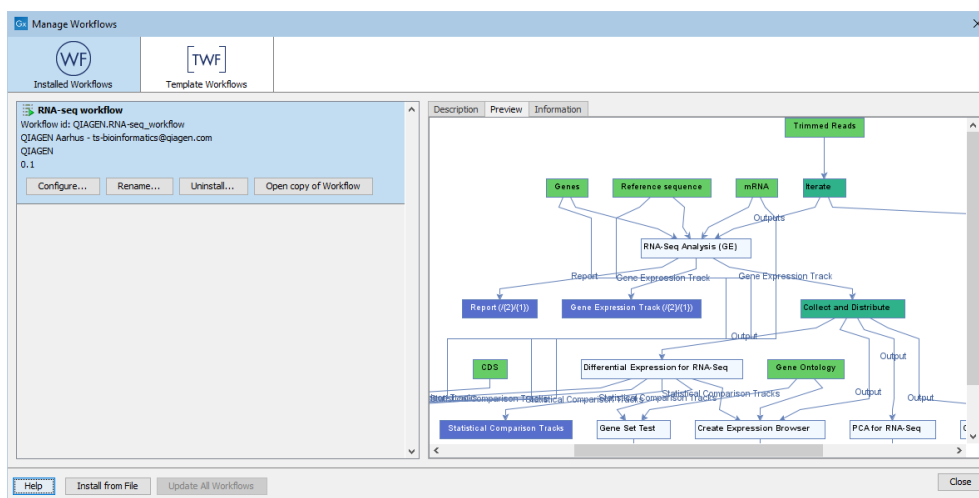 Gx Manage Workflows
WF
TWF
Installed Workflows
Template Workflows
RNA-seq workflow
Workflow id: QIAGEN.RNA-seq_workflow
QIAGEN Aarhus - ts-bioinformatics@qiagen.com
QIAGEN
0.1
Configure... Rename... Uninstall... Open copy of Workflow
Description Preview Information
Trimmed Reads
Genes Reference sequence mRNA Iterate
Outputs
RNA-Seq Analysis (GE)
Report Gene Expression Track Gene Expression Track
Report (/{2}/{1}) Gene Expression Track (/{2}/{1}) Collect and Distribute
Output
CDS Differential Expression for RNA-Seq Gene Ontology Output
Output Output
Statistical Comparison Tracks
Statistical Comparison Tracks Gene Set Test Create Expression Browser PCA for RNA-Seq
Help Install from File Update All Workflows Close